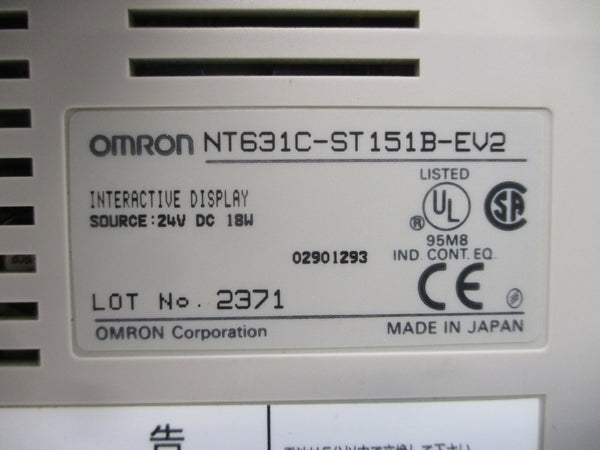 OMRON NT631C-ST151B-EV2
INTERACTIVE DISPLAY
SOURCE:24V DC 18W
LISTED
UL
®
SA
95M8
IND. CONT. EQ.
02901293
CE
LOT No. 2371
OMRON Corporation
MADE IN JAPAN
告